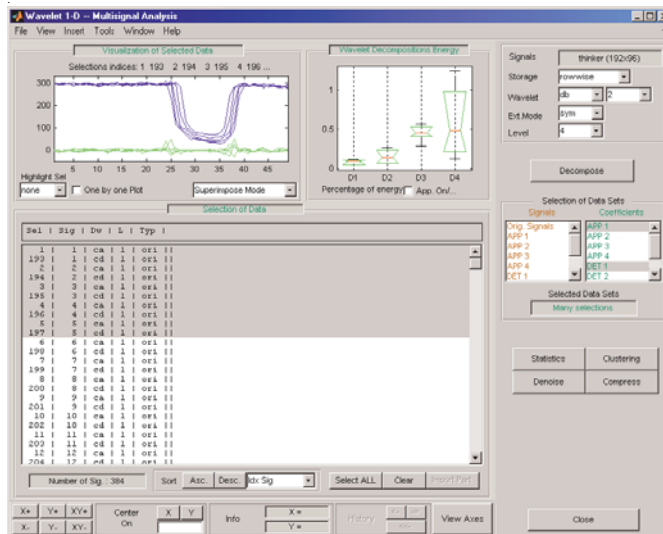 Wavelet 1-D -- Multisignal Analysis
File View Insert Tools Window Help
Visualization of Selected Data
Selections indices: 1 193 2 194 3 195 4 196 ...
300
200
100
0
5 10 15 20 25 30 35 40 45
Highlight Sel
none
One by one Plot
Superimpose Mode
Wavelet Decompositions Energy
1
0.5
0
D1 D2 D3 D4
Percentage of energy
App. On/...
Signals thinker (192x96)
Storage rowwise
Wavelet db 2
Ext.Mode sym
Level 4
Decompose
Selection of Data Sets
Signals Coefficients
Orig. Signals APP 1
APP 1 APP 2
APP 2 APP 3
APP 3 APP 4
APP 4 DET 1
DET 1 DET 2
Selected Data Sets
Many selections
Statistics Clustering
Denoise Compress
Close
Selection of Data
Sel | Sig | Dw | L | Typ |
1 | 1 | ca | 1 | ori ||
193 | 1 | cd | 1 | ori ||
2 | 2 | ca | 1 | ori ||
194 | 2 | cd | 1 | ori ||
3 | 3 | ca | 1 | ori ||
195 | 3 | cd | 1 | ori ||
4 | 4 | ca | 1 | ori ||
196 | 4 | cd | 1 | ori ||
5 | 5 | ca | 1 | ori ||
197 | 5 | cd | 1 | ori ||
6 | 6 | ca | 1 | ori ||
198 | 6 | cd | 1 | ori ||
7 | 7 | ca | 1 | ori ||
199 | 7 | cd | 1 | ori ||
8 | 8 | ca | 1 | ori ||
200 | 8 | cd | 1 | ori ||
9 | 9 | ca | 1 | ori ||
201 | 9 | cd | 1 | ori ||
10 | 10 | ca | 1 | ori ||
202 | 10 | cd | 1 | ori ||
11 | 11 | ca | 1 | ori ||
203 | 11 | cd | 1 | ori ||
12 | 12 | ca | 1 | ori ||
204 | 12 | cd | 1 | ori ||
Number of Sig. : 384
Sort Asc. Desc. Idx Sig
Select ALL Clear Import Part
X+ Y+ XY+
X- Y- XY-
Center On
X Y
Info
X =
Y =
History
View Axes